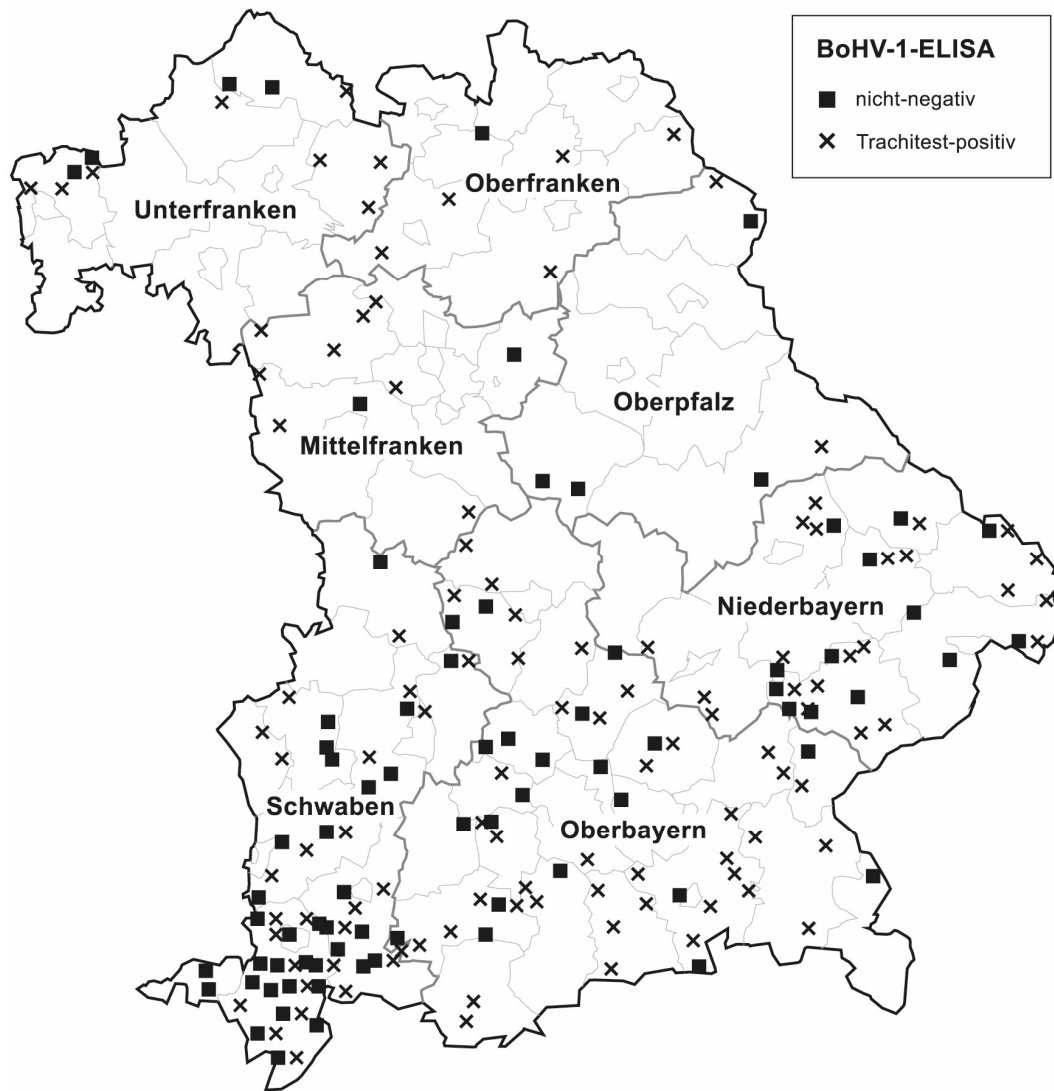 BoHV-1-ELISA
nicht-negativ
Trachitest-positiv
Oberfranken
Unterfranken
Oberpfalz
Mittelfranken
Niederbayern
Schwaben
Oberbayern